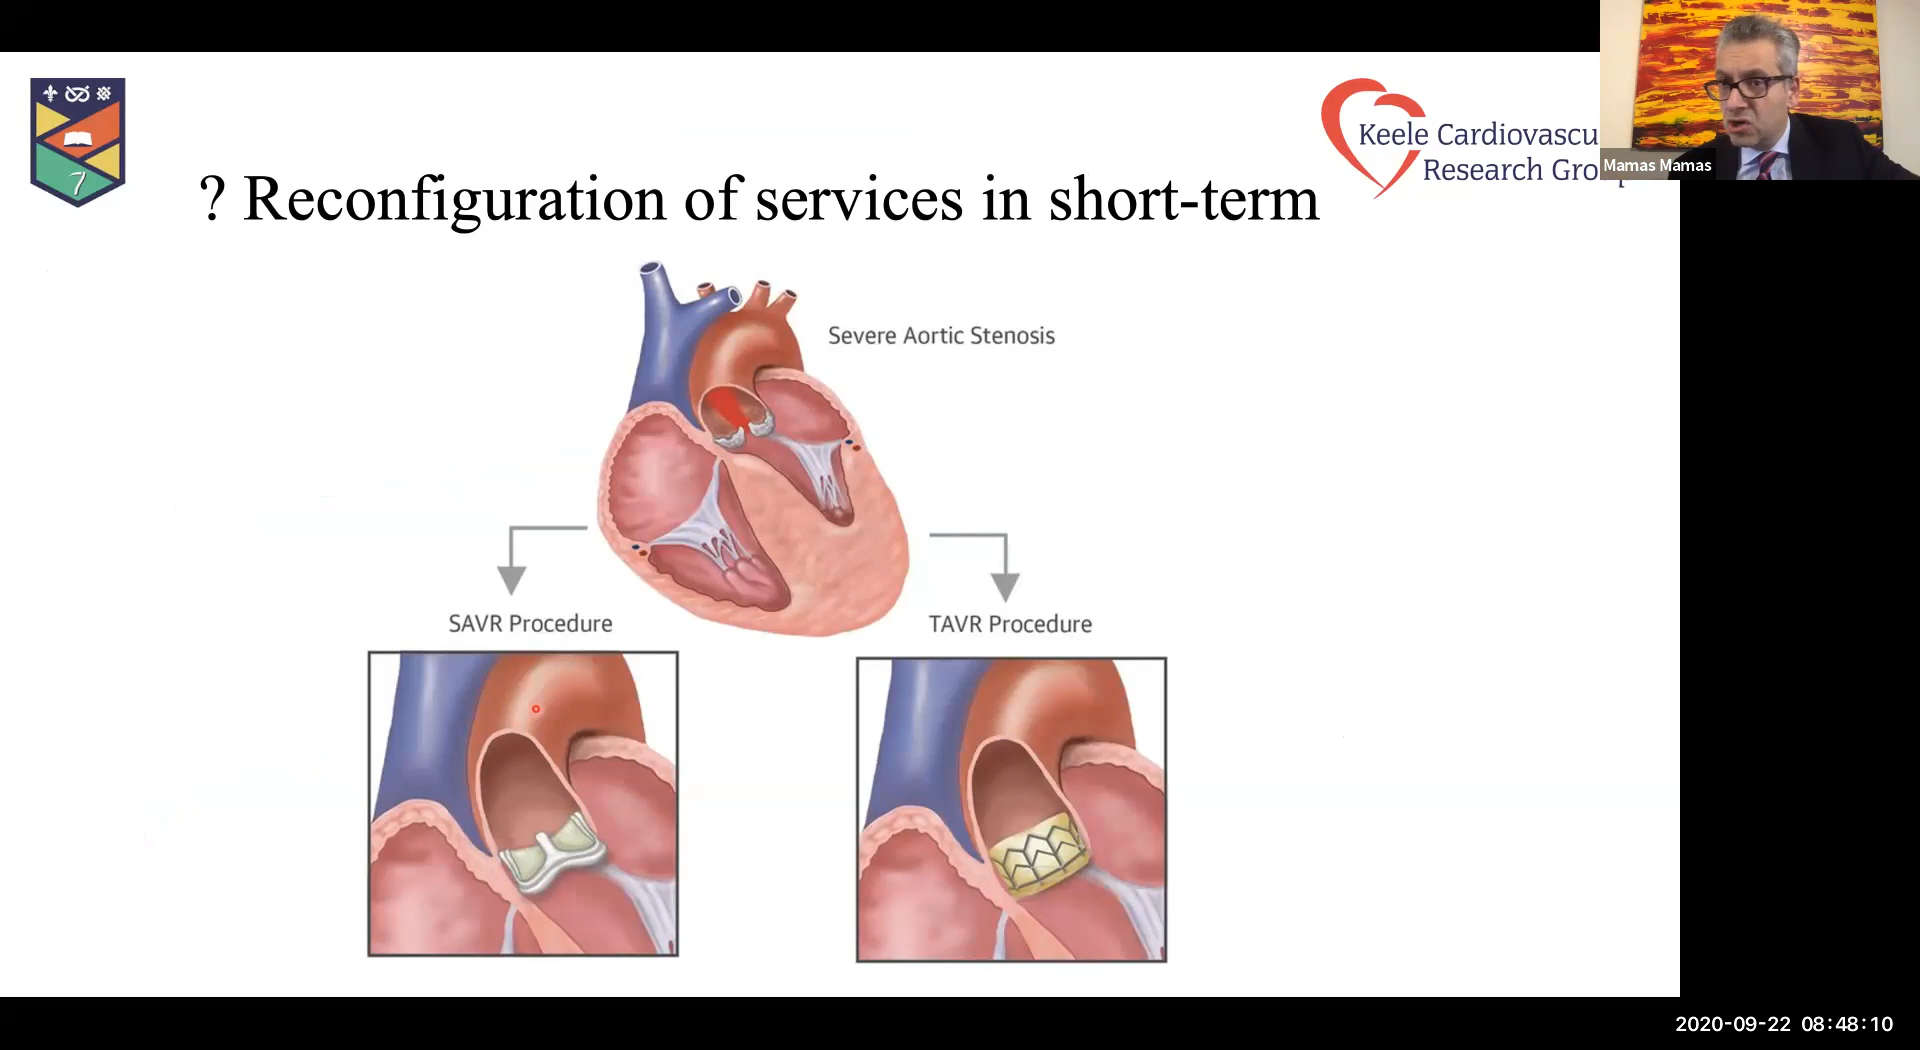 Keele Cardiovascu
Research Gro
Mamas Mamas
? Reconfiguration of services in short-term
Severe Aortic Stenosis
SAVR Procedure
TAVR Procedure
2020-09-22 08:48:10